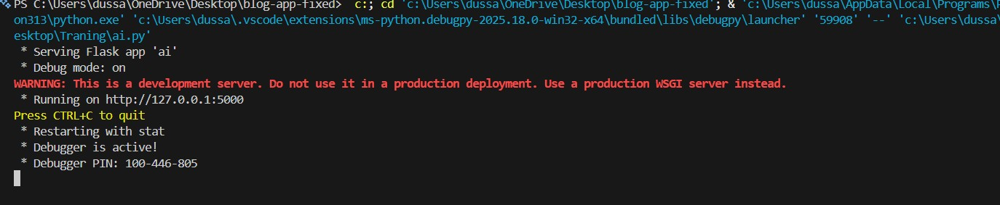 PS C:\Users\dussa\OneDrive\Desktop\blog-app-fixed>  c:; cd 'c:\Users\dussa\OneDrive\Desktop\blog-app-fixed'; & 'c:\Users\dussa\AppData\Local\Programs\P
on313\python.exe' 'c:\Users\dussa\.vscode\extensions\ms-python.debugpy-2025.18.0-win32-x64\bundled\libs\debugpy\launcher' '59908' '--' 'c:\Users\dussa\
esktop\Traning\ai.py'
 * Serving Flask app 'ai'
 * Debug mode: on
WARNING: This is a development server. Do not use it in a production deployment. Use a production WSGI server instead.
 * Running on http://127.0.0.1:5000
Press CTRL+C to quit
 * Restarting with stat
 * Debugger is active!
 * Debugger PIN: 100-446-805